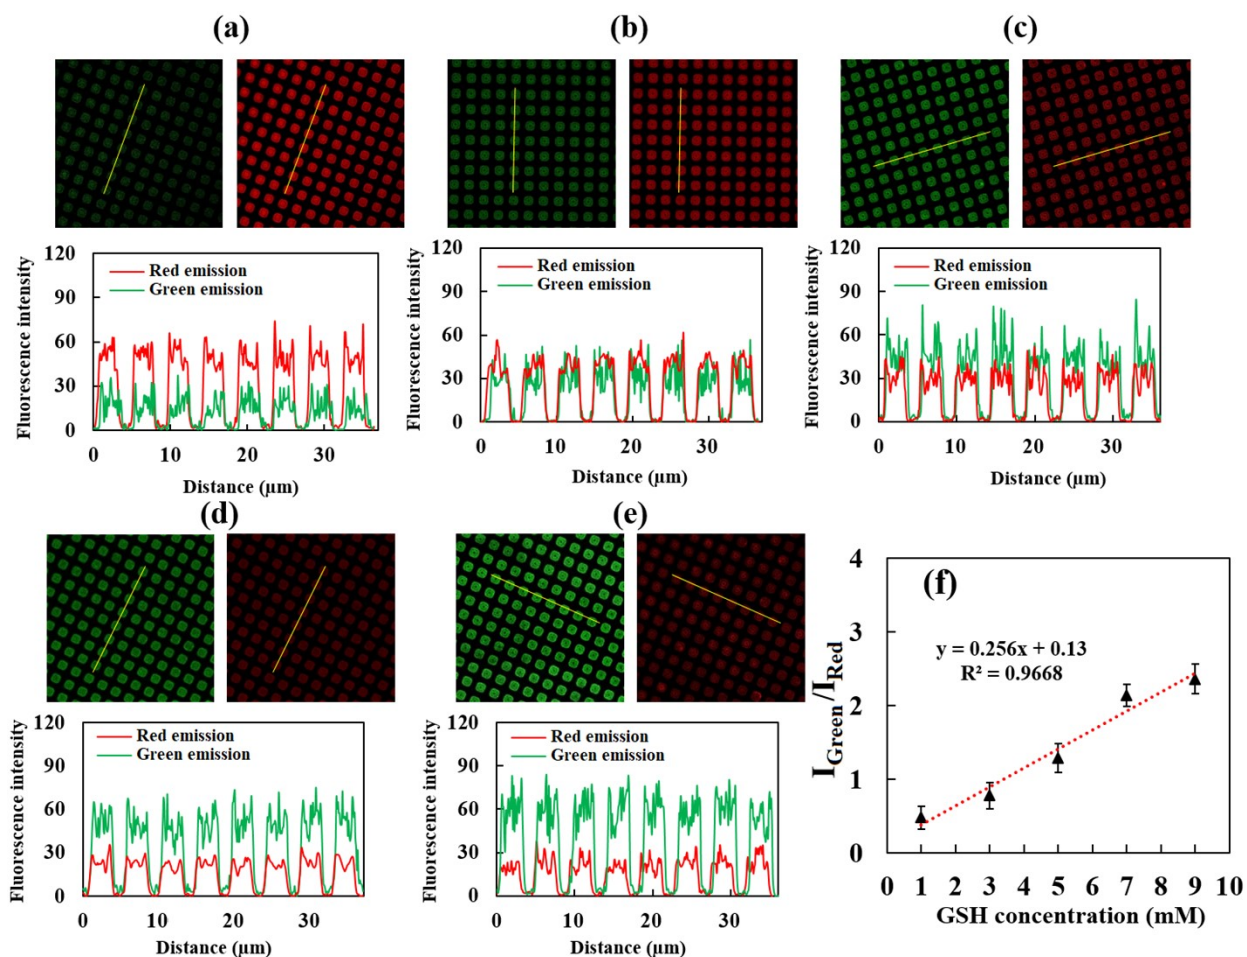 (a)
(b)
(c)
120
90
60
30
0
Fluorescence intensity
Red emission
Green emission
0 10 20 30
Distance (µm)
120
90
60
30
0
Fluorescence intensity
Red emission
Green emission
0 10 20 30
Distance (µm)
120
90
60
30
0
Fluorescence intensity
Red emission
Green emission
0 10 20 30
Distance (µm)
(d)
(e)
120
90
60
30
0
Fluorescence intensity
Red emission
Green emission
0 10 20 30
Distance (µm)
120
90
60
30
0
Fluorescence intensity
Red emission
Green emission
0 10 20 30
Distance (µm)
(f)
4
3
2
1
0
I_Green/I_Red
y = 0.256x + 0.13
R² = 0.9668
0 1 2 3 4 5 6 7 8 9 10
GSH concentration (mM)